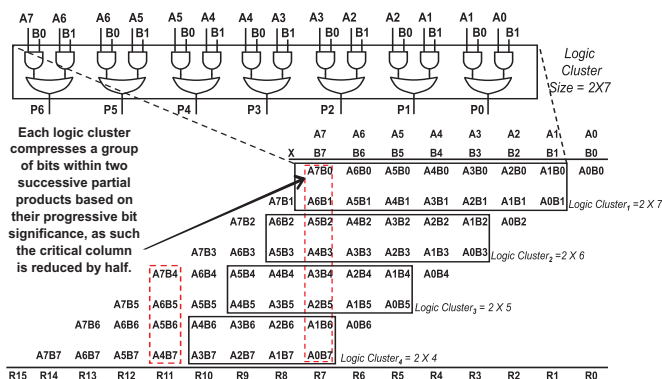 A7 A6 A6 A5 A5 A4 A4 A3 A3 A2 A2 A1 A1 A0
B0 B1 B0 B1 B0 B1 B0 B1 B0 B1 B0 B1 B0 B1
Logic
Cluster
Size = 2X7
P6 P5 P4 P3 P2 P1 P0
Each logic cluster
compresses a group
of bits within two
successive partial
products based on
their progressive bit
significance, as such
the critical column
is reduced by half.
A7 A6 A5 A4 A3 A2 A1 A0
X B7 B6 B5 B4 B3 B2 B1 B0
A7B0 A6B0 A5B0 A4B0 A3B0 A2B0 A1B0 A0B0
A7B1 A6B1 A5B1 A4B1 A3B1 A2B1 A1B1 A0B1 Logic Cluster1 =2 X 7
A7B2 A6B2 A5B2 A4B2 A3B2 A2B2 A1B2 A0B2
A7B3 A6B3 A5B3 A4B3 A3B3 A2B3 A1B3 A0B3 Logic Cluster2 =2 X 6
A7B4 A6B4 A5B4 A4B4 A3B4 A2B4 A1B4 A0B4
A7B5 A6B5 A5B5 A4B5 A3B5 A2B5 A1B5 A0B5 Logic Cluster3 = 2 X 5
A7B6 A6B6 A5B6 A4B6 A3B6 A2B6 A1B6 A0B6
A7B7 A6B7 A5B7 A4B7 A3B7 A2B7 A1B7 A0B7 Logic Cluster4 = 2 X 4
R15 R14 R13 R12 R11 R10 R9 R8 R7 R6 R5 R4 R3 R2 R1 R0